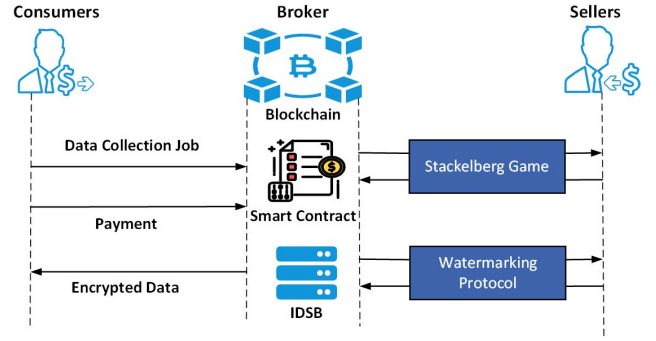 Consumers
Broker
Sellers
Blockchain
Data Collection Job
Stackelberg Game
Smart Contract
Payment
Watermarking
Protocol
Encrypted Data
IDSB